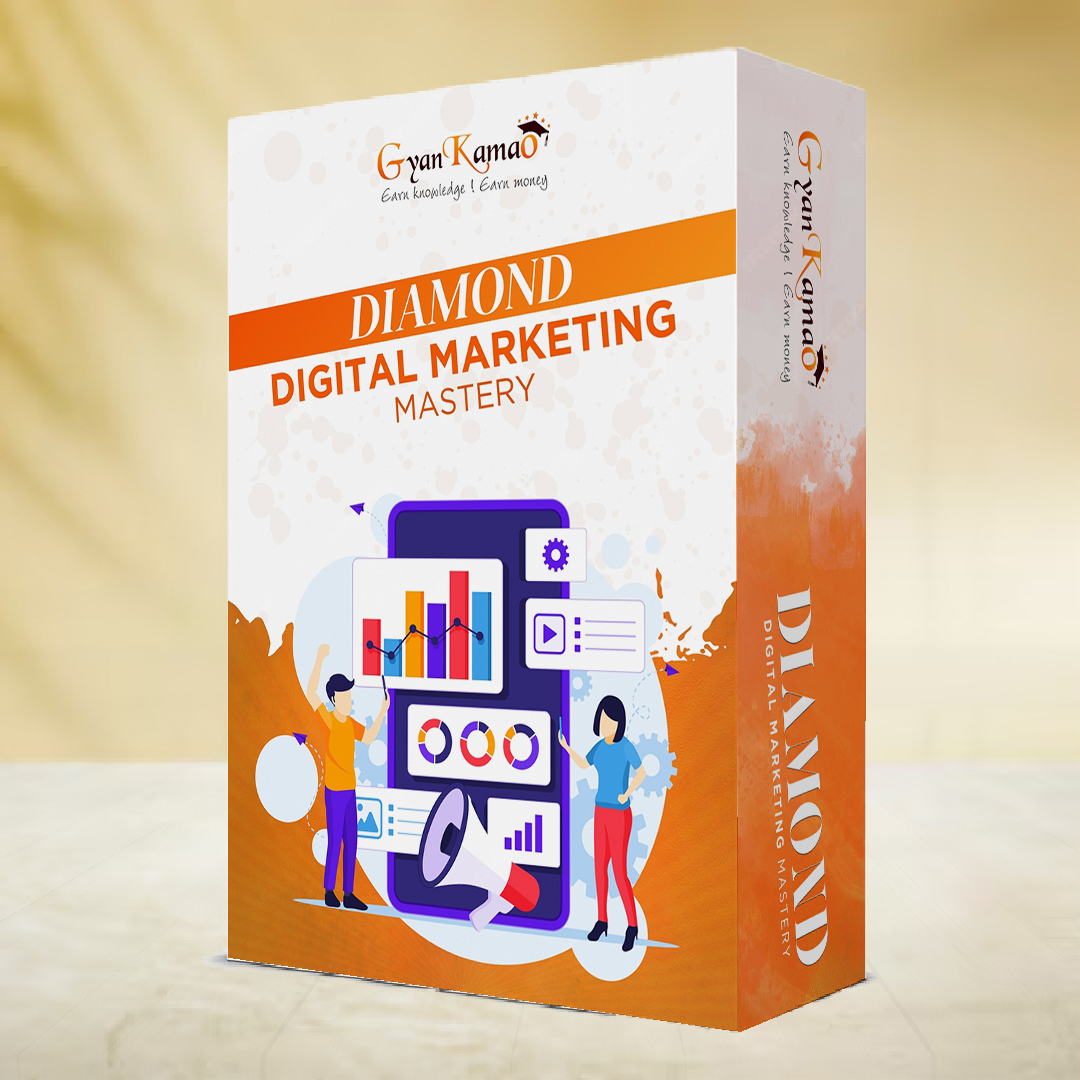 GyanKamaO
Earn knowledge ! Earn money
DIAMOND
DIGITAL MARKETING
MASTERY
GyanKamaO
Earn knowledge ! Earn money
DIAMOND
DIGITAL MARKETING MASTERY